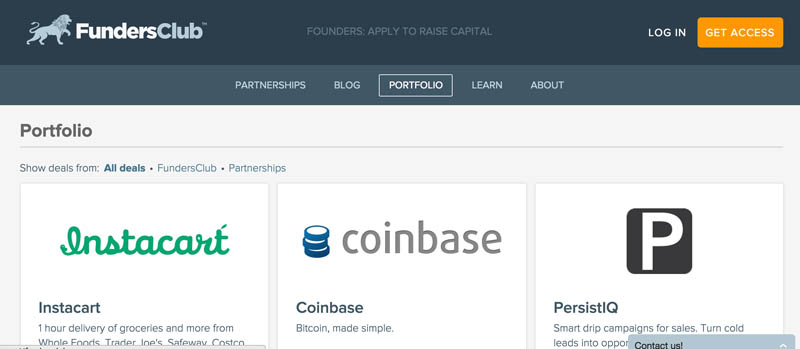 FundersClub™
FOUNDERS: APPLY TO RAISE CAPITAL
LOG IN
GET ACCESS
PARTNERSHIPS
BLOG
PORTFOLIO
LEARN
ABOUT
Portfolio
Show deals from: All deals • FundersClub • Partnerships
Instacart
coinbase
P
Instacart
Coinbase
PersistIQ
1 hour delivery of groceries and more from
Whole Foods, Trader Joe's, Safeway, Costco
Bitcoin, made simple.
Smart drip campaigns for sales. Turn cold
leads into
Contact us!